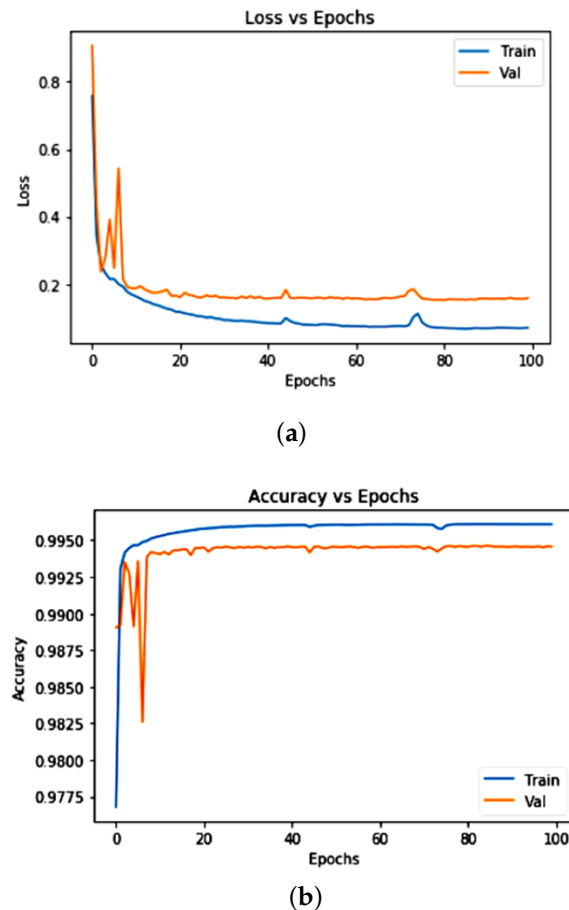 Loss vs Epochs
Train
Val
0.8
0.6
0.4
0.2
Loss
0 20 40 60 80 100
Epochs
(a)
Accuracy vs Epochs
0.9950
0.9925
0.9900
0.9875
0.9850
0.9825
0.9800
0.9775
Accuracy
Train
Val
0 20 40 60 80 100
Epochs
(b)